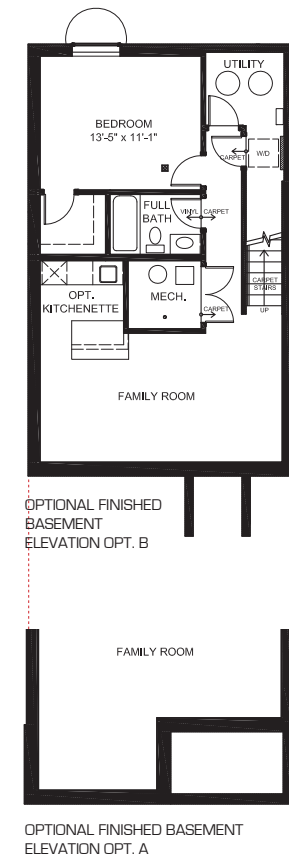 UTILITY
BEDROOM
13'-5" x 11'-1"
W/D
CARPET
FULL
BATH
VINYL
CARPET
OPT.
KITCHENETTE
MECH.
CARPET
STAIRS
CARPET
UP
FAMILY ROOM
OPTIONAL FINISHED
BASEMENT
ELEVATION OPT. B
FAMILY ROOM
OPTIONAL FINISHED BASEMENT
ELEVATION OPT. A